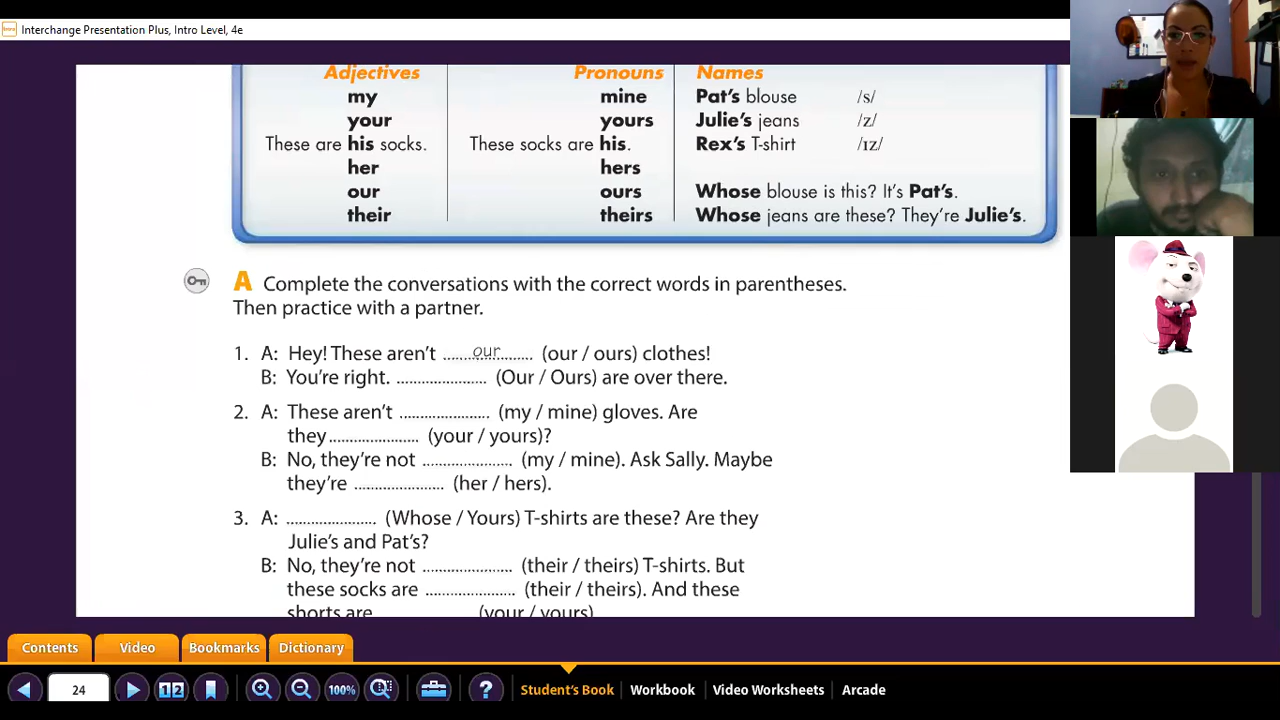 Interchange Presentation Plus, Intro Level, 4e
Adjectives Pronouns Names
my mine Pat's blouse /s/
your yours Julie's jeans /z/
These are his socks. These socks are his. Rex's T-shirt /ɪz/
her hers
our ours Whose blouse is this? It's Pat's.
their theirs Whose jeans are these? They're Julie's.
A Complete the conversations with the correct words in parentheses.
Then practice with a partner.
1. A: Hey! These aren't ........our........ (our / ours) clothes!
B: You're right. ...................... (Our / Ours) are over there.
2. A: These aren't ...................... (my / mine) gloves. Are
they ...................... (your / yours)?
B: No, they're not ...................... (my / mine). Ask Sally. Maybe
they're ...................... (her / hers).
3. A: ...................... (Whose / Yours) T-shirts are these? Are they
Julie's and Pat's?
B: No, they're not ...................... (their / theirs) T-shirts. But
these socks are ...................... (their / theirs). And these
shorts are (your / yours)
Contents Video Bookmarks Dictionary
24 12 100% ? Student's Book Workbook Video Worksheets Arcade